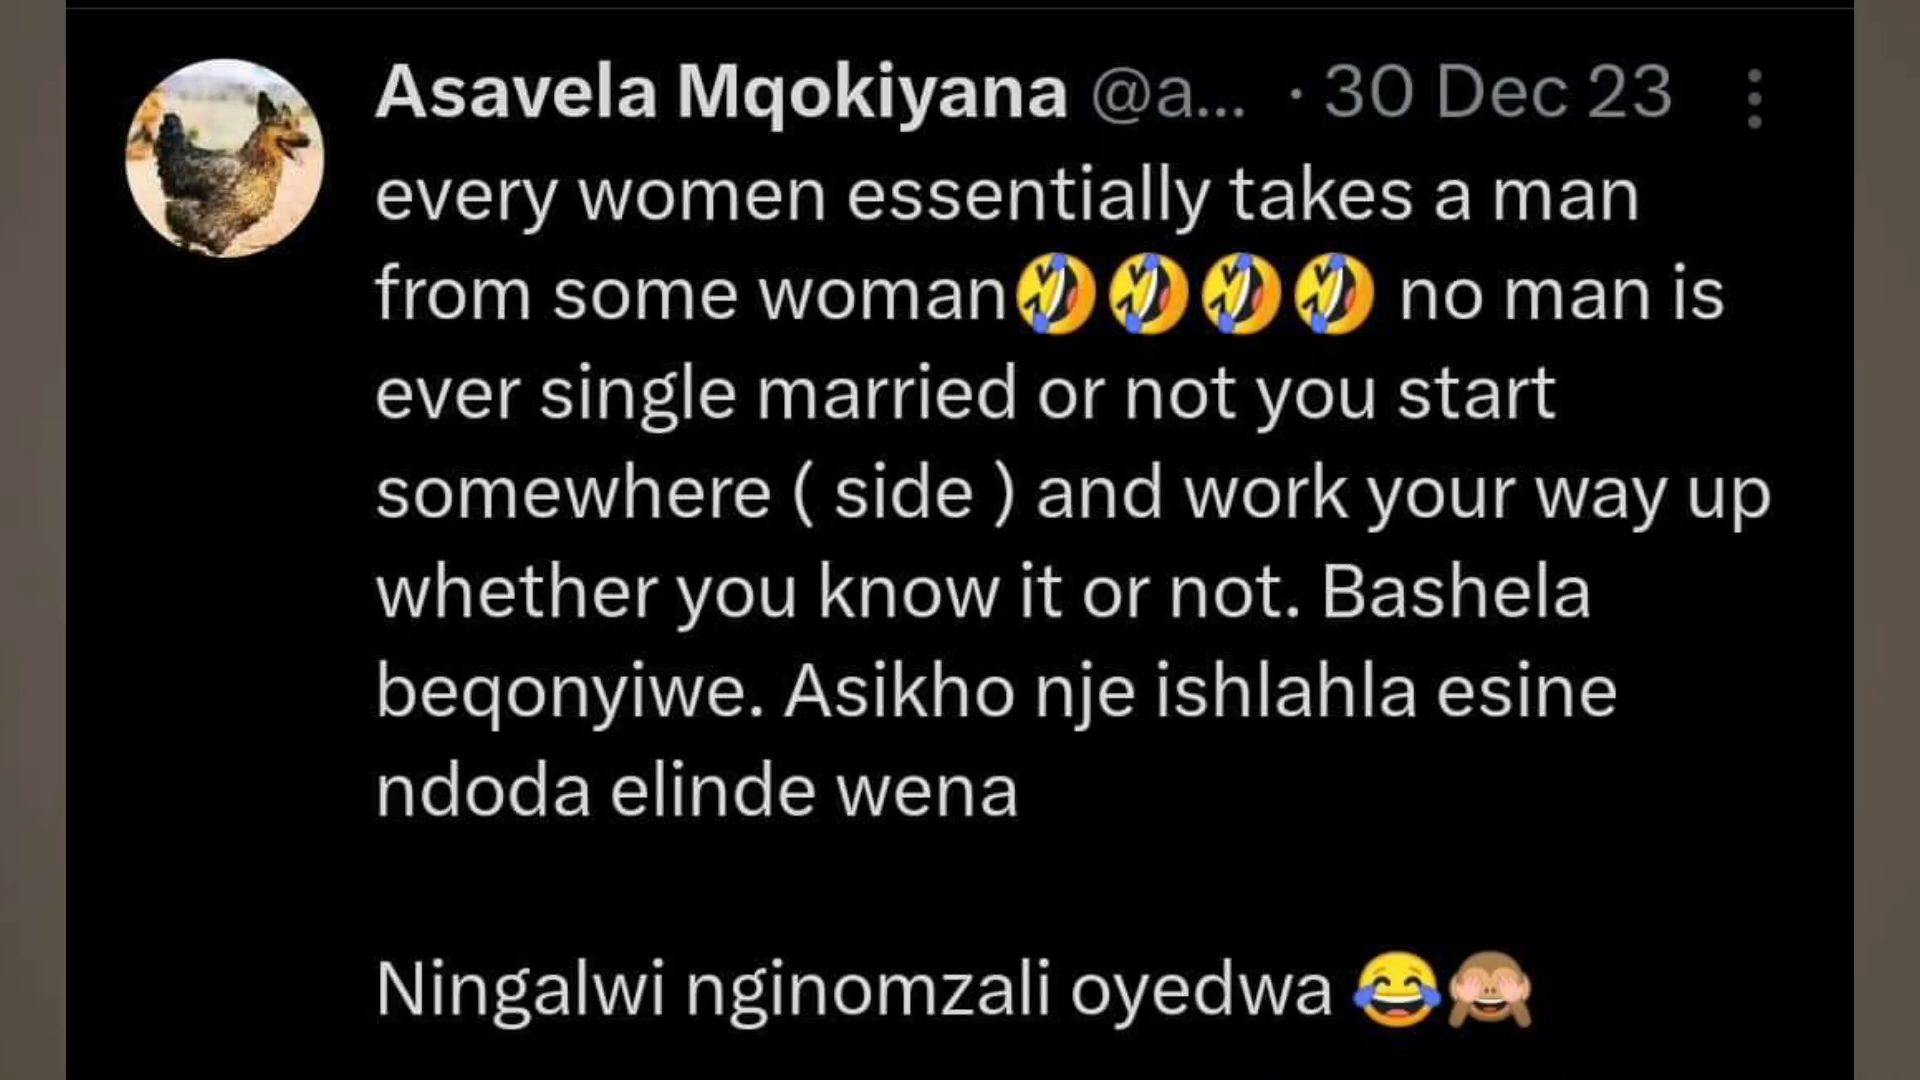 Asavela Mqokiyana @a... · 30 Dec 23
every women essentially takes a man
from some woman🤣🤣🤣🤣 no man is
ever single married or not you start
somewhere ( side ) and work your way up
whether you know it or not. Bashela
beqonyiwe. Asikho nje ishlahla esine
ndoda elinde wena
Ningalwi nginomzali oyedwa 😂🙈